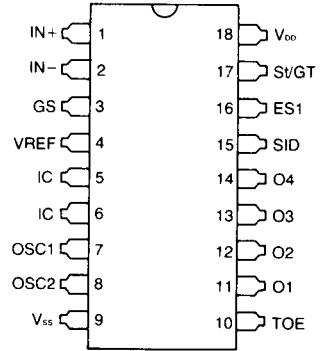 IN+ 1 18 VDD
IN− 2 17 St/GT
GS 3 16 ES1
VREF 4 15 SID
IC 5 14 O4
IC 6 13 O3
OSC1 7 12 O2
OSC2 8 11 O1
Vss 9 10 TOE